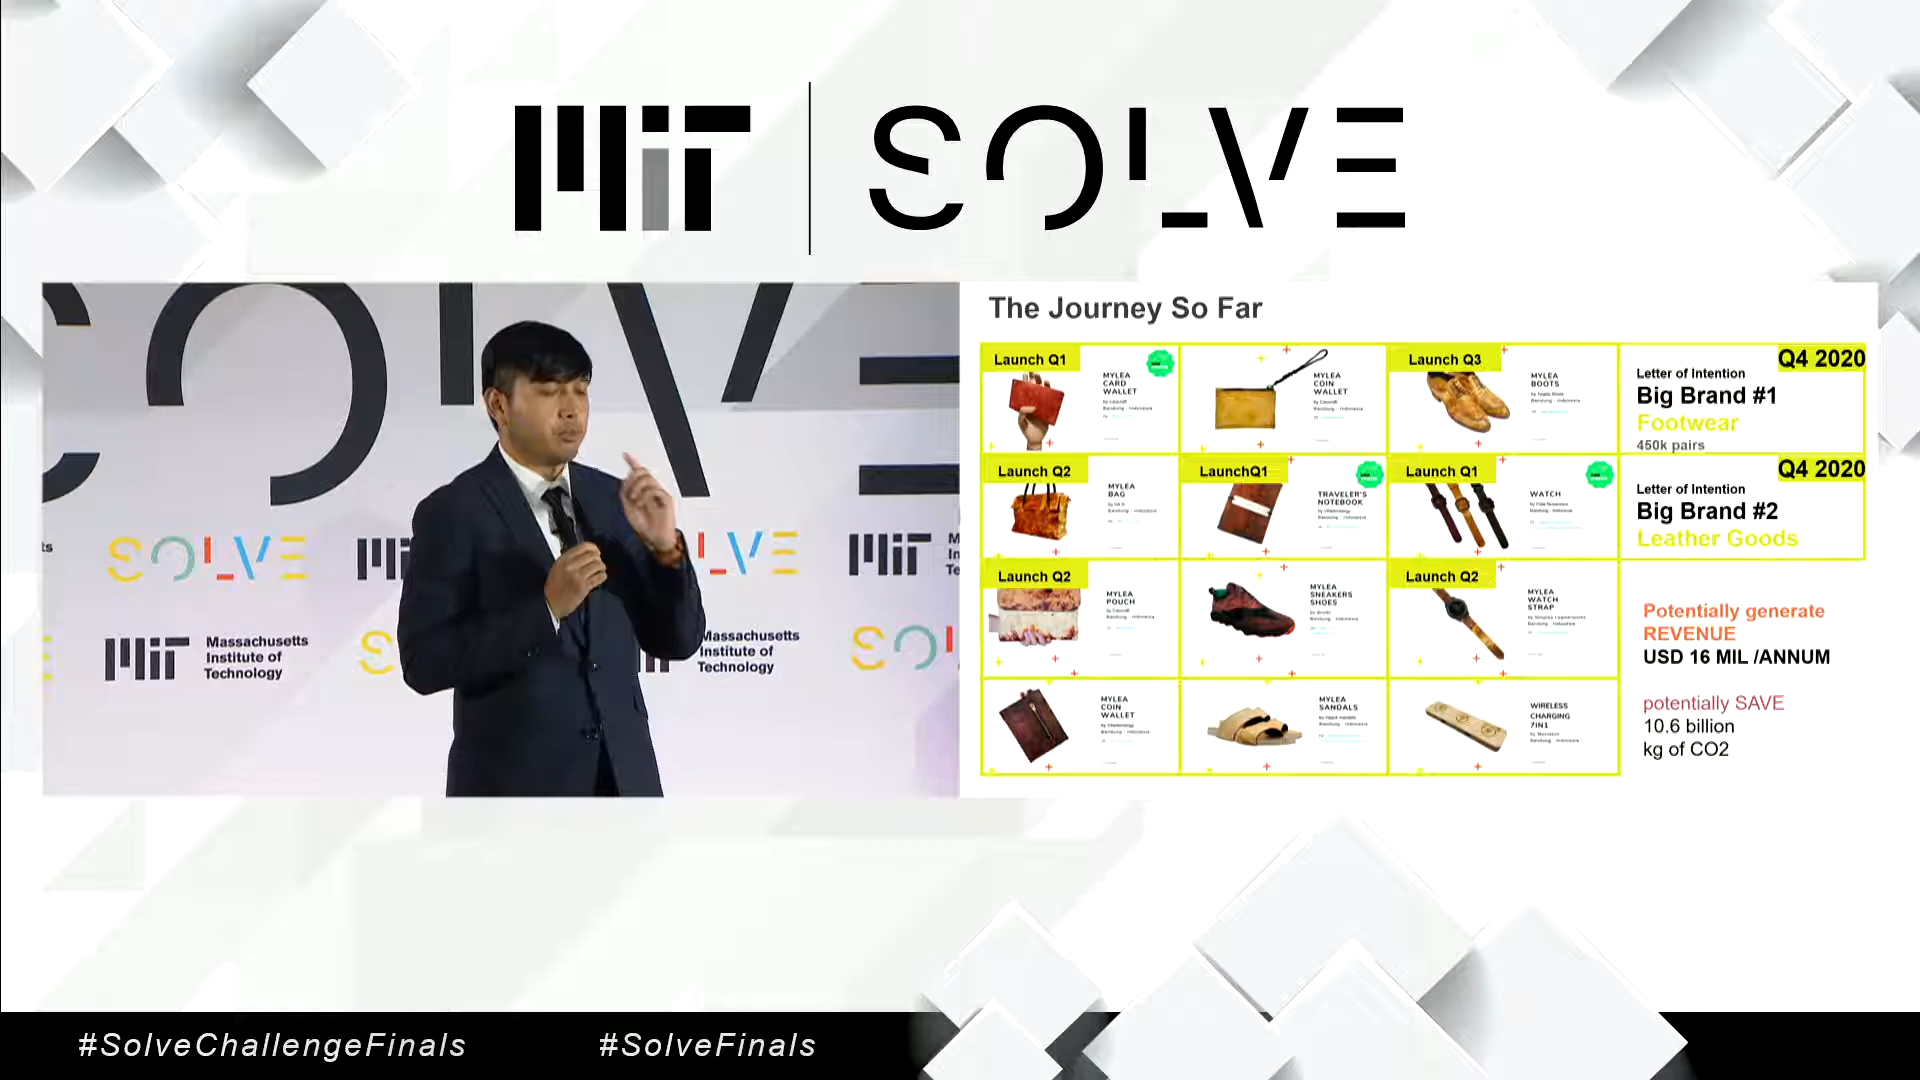 MIT SOLVE
The Journey So Far
Launch Q1
MYLEA
CARD
WALLET
MYLEA
COIN
WALLET
Launch Q3
MYLEA
BOOTS
Q4 2020
Letter of Intention
Big Brand #1
Footwear
450k pairs
Launch Q2
MYLEA
BAG
LaunchQ1
TRAVELER'S
NOTEBOOK
Launch Q1
WATCH
Q4 2020
Letter of Intention
Big Brand #2
Leather Goods
Launch Q2
MYLEA
POUCH
MYLEA
SNEAKERS
SHOES
Launch Q2
MYLEA
WATCH
STRAP
MYLEA
COIN
WALLET
MYLEA
SANDALS
WIRELESS
CHARGING
7IN1
Potentially generate
REVENUE
USD 16 MIL /ANNUM
potentially SAVE
10.6 billion
kg of CO2
SOLVE
MIT
LVE
MIT
MIT
Massachusetts
Institute of
Technology
Massachusetts
Institute of
Technology
#SolveChallengeFinals
#SolveFinals